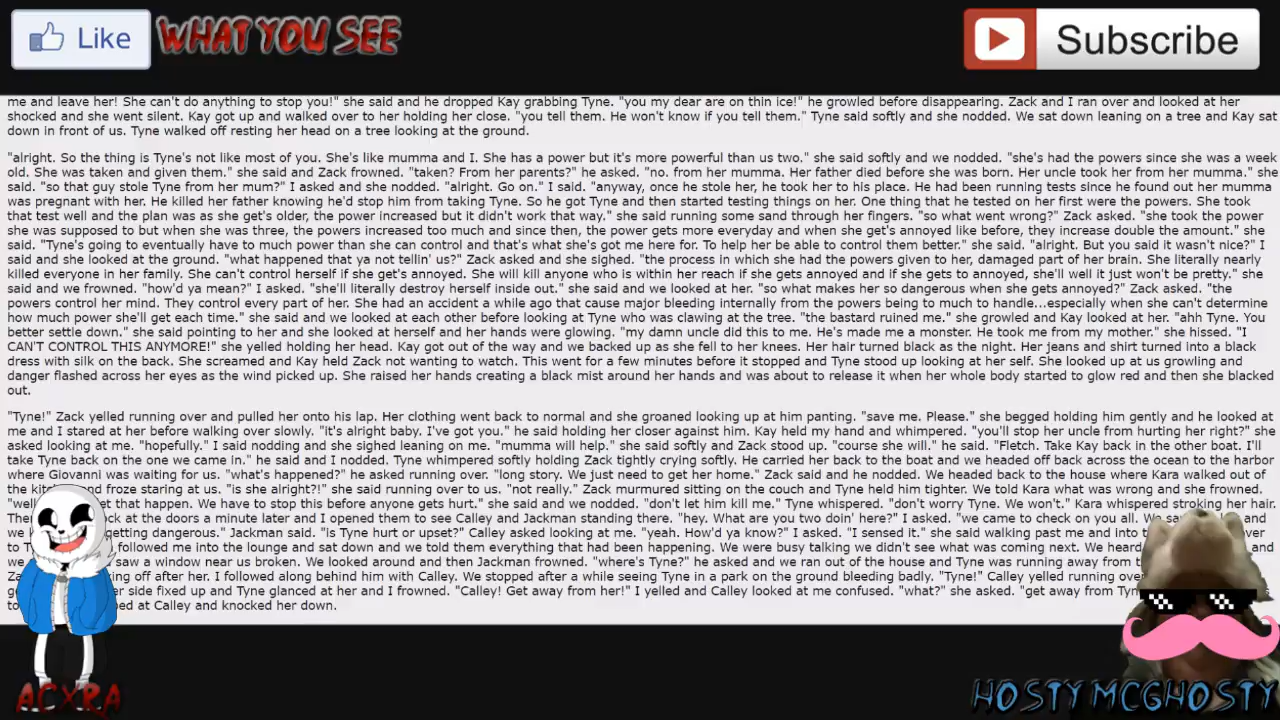 Like
WHAT YOU SEE
Subscribe
me and leave her! She can't do anything to stop you!" she said and he dropped Kay grabbing Tyne. "you my dear are on thin ice!" he growled before disappearing. Zack and I ran over and looked at her
shocked and she went silent. Kay got up and walked over to her holding her close. "you tell them. He won't know if you tell them." Tyne said softly and she nodded. We sat down leaning on a tree and Kay sat
down in front of us. Tyne walked off resting her head on a tree looking at the ground.
"alright. So the thing is Tyne's not like most of you. She's like mumma and I. She has a power but it's more powerful than us two." she said softly and we nodded. "she's had the powers since she was a week
old. She was taken and given them." she said and Zack frowned. "taken? From her parents?" he asked. "no. from her mumma. Her father died before she was born. Her uncle took her from her mumma." she
said. "so that guy stole Tyne from her mum?" I asked and she nodded. "alright. Go on." I said. "anyway, once he stole her, he took her to his place. He had been running tests since he found out her mumma
was pregnant with her. He killed her father knowing he'd stop him from taking Tyne. So he got Tyne and then started testing things on her. One thing that he tested on her first were the powers. She took
that test well and the plan was as she get's older, the power increased but it didn't work that way," she said running some sand through her fingers. "so what went wrong?" Zack asked. "she took the power
she was supposed to but when she was three, the powers increased too much and since then, the power gets more everyday and when she get's annoyed like before, they increase double the amount." she
said. "Tyne's going to eventually have to much power than she can control and that's what she's got me here for. To help her be able to control them better." she said. "alright. But you said it wasn't nice?" I
said and she looked at the ground. "what happened that ya not tellin' us?" Zack asked and she sighed. "the process in which she had the powers given to her, damaged part of her brain. She literally nearly
killed everyone in her family. She can't control herself if she get's annoyed. She will kill anyone who is within her reach if she gets annoyed and if she gets to annoyed, she'll well it just won't be pretty." she
said and we frowned. "how'd ya mean?" I asked. "she'll literally destroy herself inside out." she said and we looked at her. "so what makes her so dangerous when she gets annoyed?" Zack asked. "the
powers control her mind. They control every part of her. She had an accident a while ago that cause major bleeding internally from the powers being to much to handle...especially when she can't determine
how much power she'll get each time." she said and we looked at each other before looking at Tyne who was clawing at the tree. "the bastard ruined me." she growled and Kay looked at her. "ahh Tyne. You
better settle down." she said pointing to her and she looked at herself and her hands were glowing. "my damn uncle did this to me. He's made me a monster. He took me from my mother." she hissed. "I
CAN'T CONTROL THIS ANYMORE!" she yelled holding her head. Kay got out of the way and we backed up as she fell to her knees. Her hair turned black as the night. Her jeans and shirt turned into a black
dress with silk on the back. She screamed and Kay held Zack not wanting to watch. This went for a few minutes before it stopped and Tyne stood up looking at her self. She looked up at us growling and
danger flashed across her eyes as the wind picked up. She raised her hands creating a black mist around her hands and was about to release it when her whole body started to glow red and then she blacked
out.
"Tyne!" Zack yelled running over and pulled her onto his lap. Her clothing went back to normal and she groaned looking up at him panting. "save me. Please." she begged holding him gently and he looked at
me and I stared at her before walking over slowly. "it's alright baby. I've got you." he said holding her closer against him. Kay held my hand and whimpered. "you'll stop her uncle from hurting her right?" she
asked looking at me. "hopefully." I said nodding and she sighed leaning on me. "mumma will help." she said softly and Zack stood up. "course she will." he said. "Fletch. Take Kay back in the other boat. I'll
take Tyne back on the one we came in." he said and I nodded. Tyne whimpered softly holding Zack tightly crying softly. He carried her back to the boat and we headed off back across the ocean to the harbor
where Giovanni was waiting for us. "what's happened?" he asked running over. "long story. We just need to get her home." Zack said and he nodded. We headed back to the house where Kara walked out of
the kit and froze staring at us. "is she alright?!" she said running over to us. "not really." Zack murmured sitting on the couch and Tyne held him tighter. We told Kara what was wrong and she frowned.
"well et that happen. We have to stop this before anyone gets hurt." she said and we nodded. "don't let him kill me." Tyne whispered. "don't worry Tyne. We won't." Kara whispered stroking her hair.
The ck at the doors a minute later and I opened them to see Calley and Jackman standing there. "hey. What are you two doin' here?" I asked. "we came to check on you all. We sa and
we k getting dangerous." Jackman said. "is Tyne hurt or upset?" Calley asked looking at me. "yeah. How'd ya know?" I asked. "I sensed it." she said walking past me and into t over
to T followed me into the lounge and sat down and we told them everything that had been happening. We were busy talking we didn't see what was coming next. We heard and
we saw a window near us broken. We looked around and then Jackman frowned. "where's Tyne?" he asked and we ran out of the house and Tyne was running away from t
Za ing off after her. I followed along behind him with Calley. We stopped after a while seeing Tyne in a park on the ground bleeding badly. "Tyne!" Calley yelled running over
g er side fixed up and Tyne glanced at her and I frowned. "Calley! Get away from her!" I yelled and Calley looked at me confused. "what?" she asked. "get away from Tyn s
to ped at Calley and knocked her down.
ACXRA
HOSTY MCGHOSTY